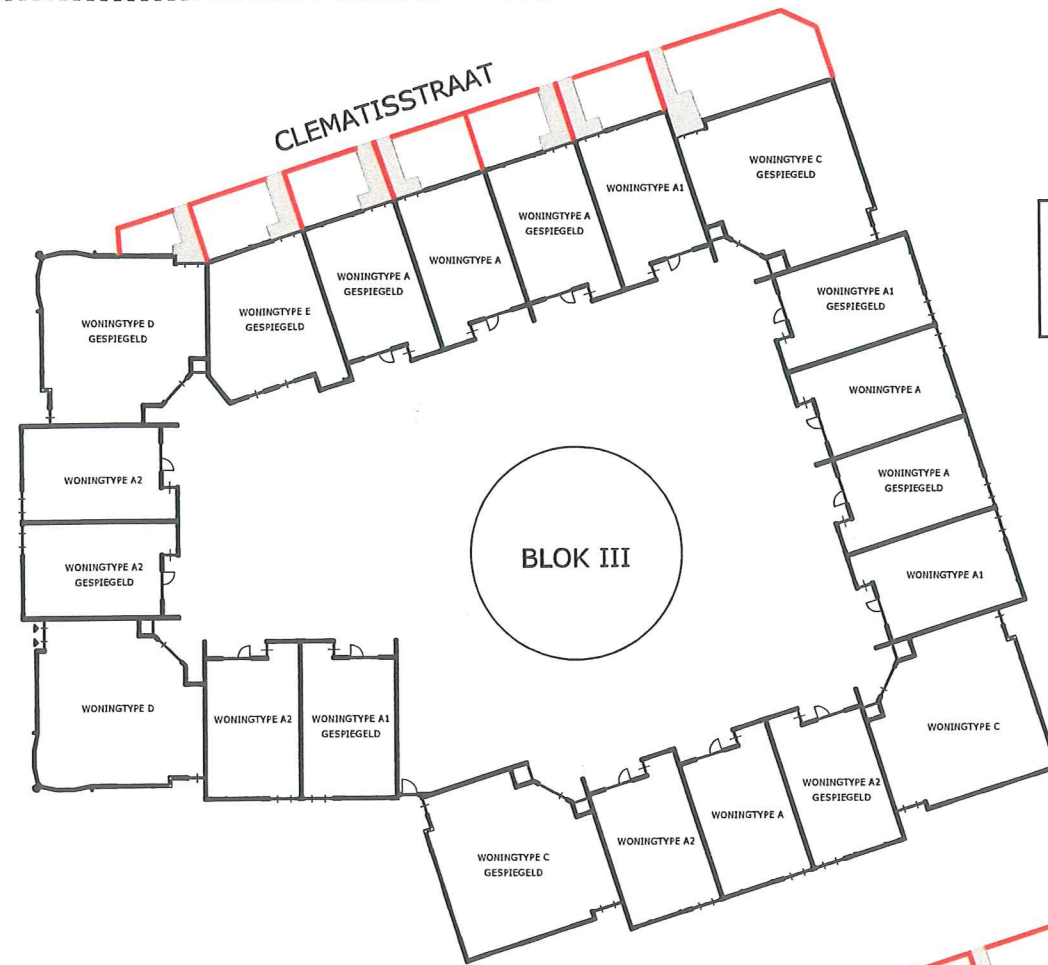 CLEMATISSTRAAT
WONINGTYPE C
GESPIEGELD
WONINGTYPE A1
WONINGTYPE A
GESPIEGELD
WONINGTYPE A
WONINGTYPE A
GESPIEGELD
WONINGTYPE E
GESPIEGELD
WONINGTYPE D
GESPIEGELD
WONINGTYPE A1
GESPIEGELD
WONINGTYPE A
WONINGTYPE A
GESPIEGELD
WONINGTYPE A1
WONINGTYPE A2
WONINGTYPE A2
GESPIEGELD
BLOK III
WONINGTYPE D
WONINGTYPE A2
WONINGTYPE A1
GESPIEGELD
WONINGTYPE C
WONINGTYPE A2
GESPIEGELD
WONINGTYPE A
WONINGTYPE A2
WONINGTYPE C
GESPIEGELD